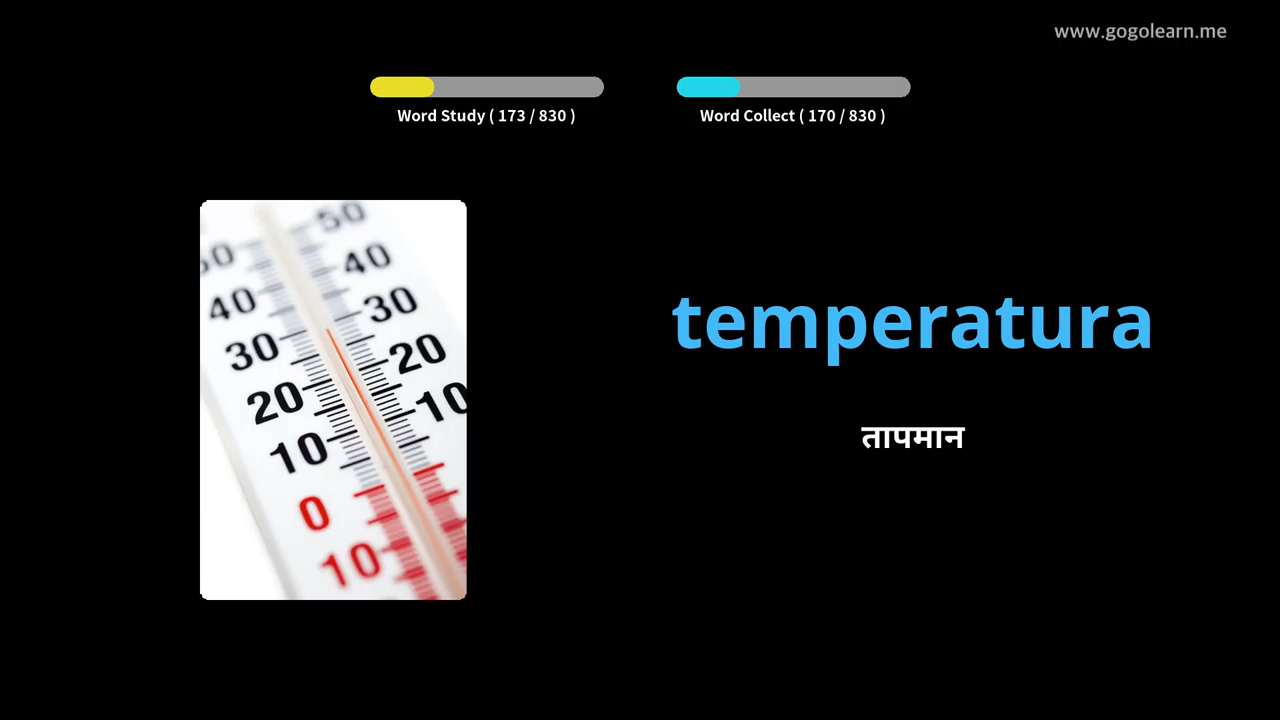 www.gogolearn.me
Word Study ( 173 / 830 )
Word Collect ( 170 / 830 )
50
40
40
30
30
20
20
10
10
0
10
temperatura
तापमान